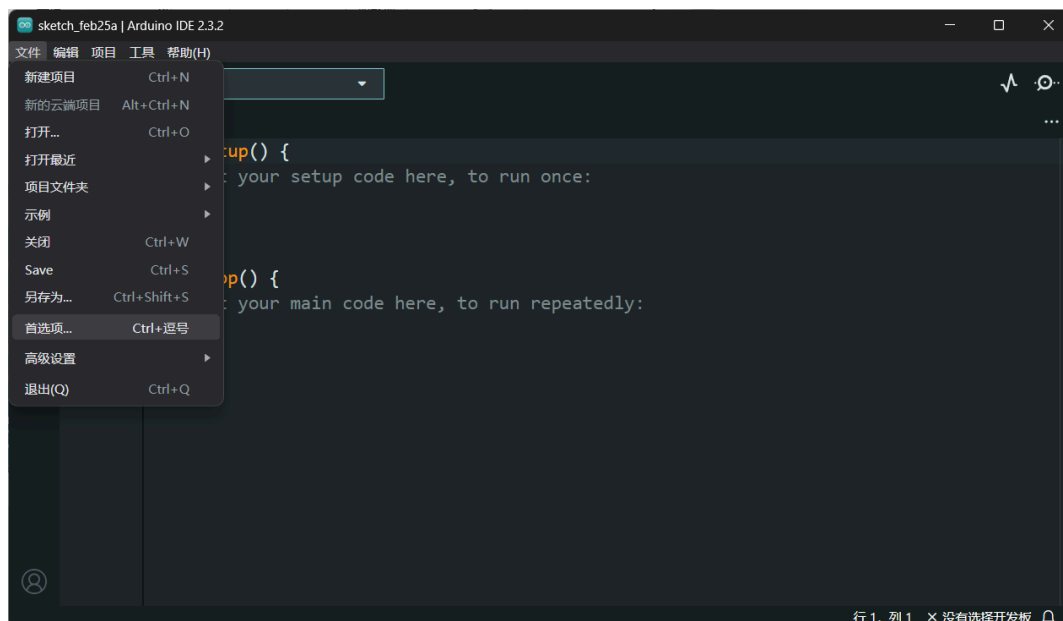 sketch_feb25a | Arduino IDE 2.3.2
文件 编辑 项目 工具 帮助(H)
新建项目 Ctrl+N
新的云端项目 Alt+Ctrl+N
打开... Ctrl+O
打开最近
项目文件夹
示例
关闭 Ctrl+W
Save Ctrl+S
另存为... Ctrl+Shift+S
首选项... Ctrl+逗号
高级设置
退出(Q) Ctrl+Q
tup() {
your setup code here, to run once:
op() {
your main code here, to run repeatedly:
行 1，列 1 × 没有选择开发板